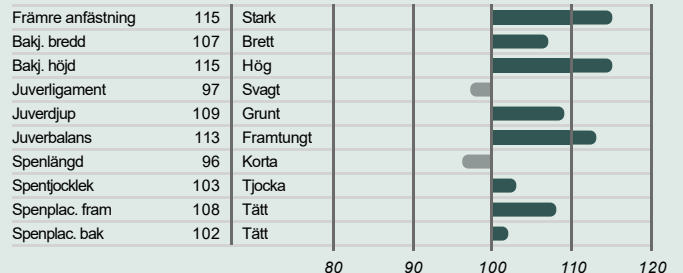 Främre anfästning 115 Stark
Bakj. bredd 107 Brett
Bakj. höjd 115 Hög
Juverligament 97 Svagt
Juverdjup 109 Grunt
Juverbalans 113 Framtungt
Spenlängd 96 Korta
Spentjocklek 103 Tjocka
Spenplac. fram 108 Tätt
Spenplac. bak 102 Tätt
80 90 100 110 120